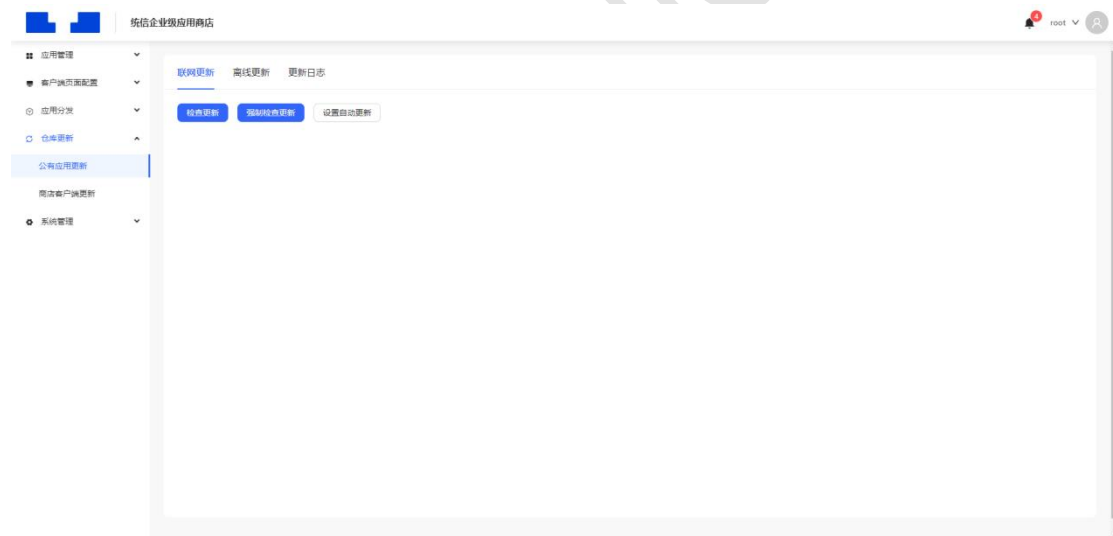 统信企业级应用商店
4
root
应用管理
客户端页面配置
应用分发
仓库更新
公有应用更新
商店客户端更新
系统管理
联网更新 离线更新 更新日志
检查更新 强制检查更新 设置自动更新